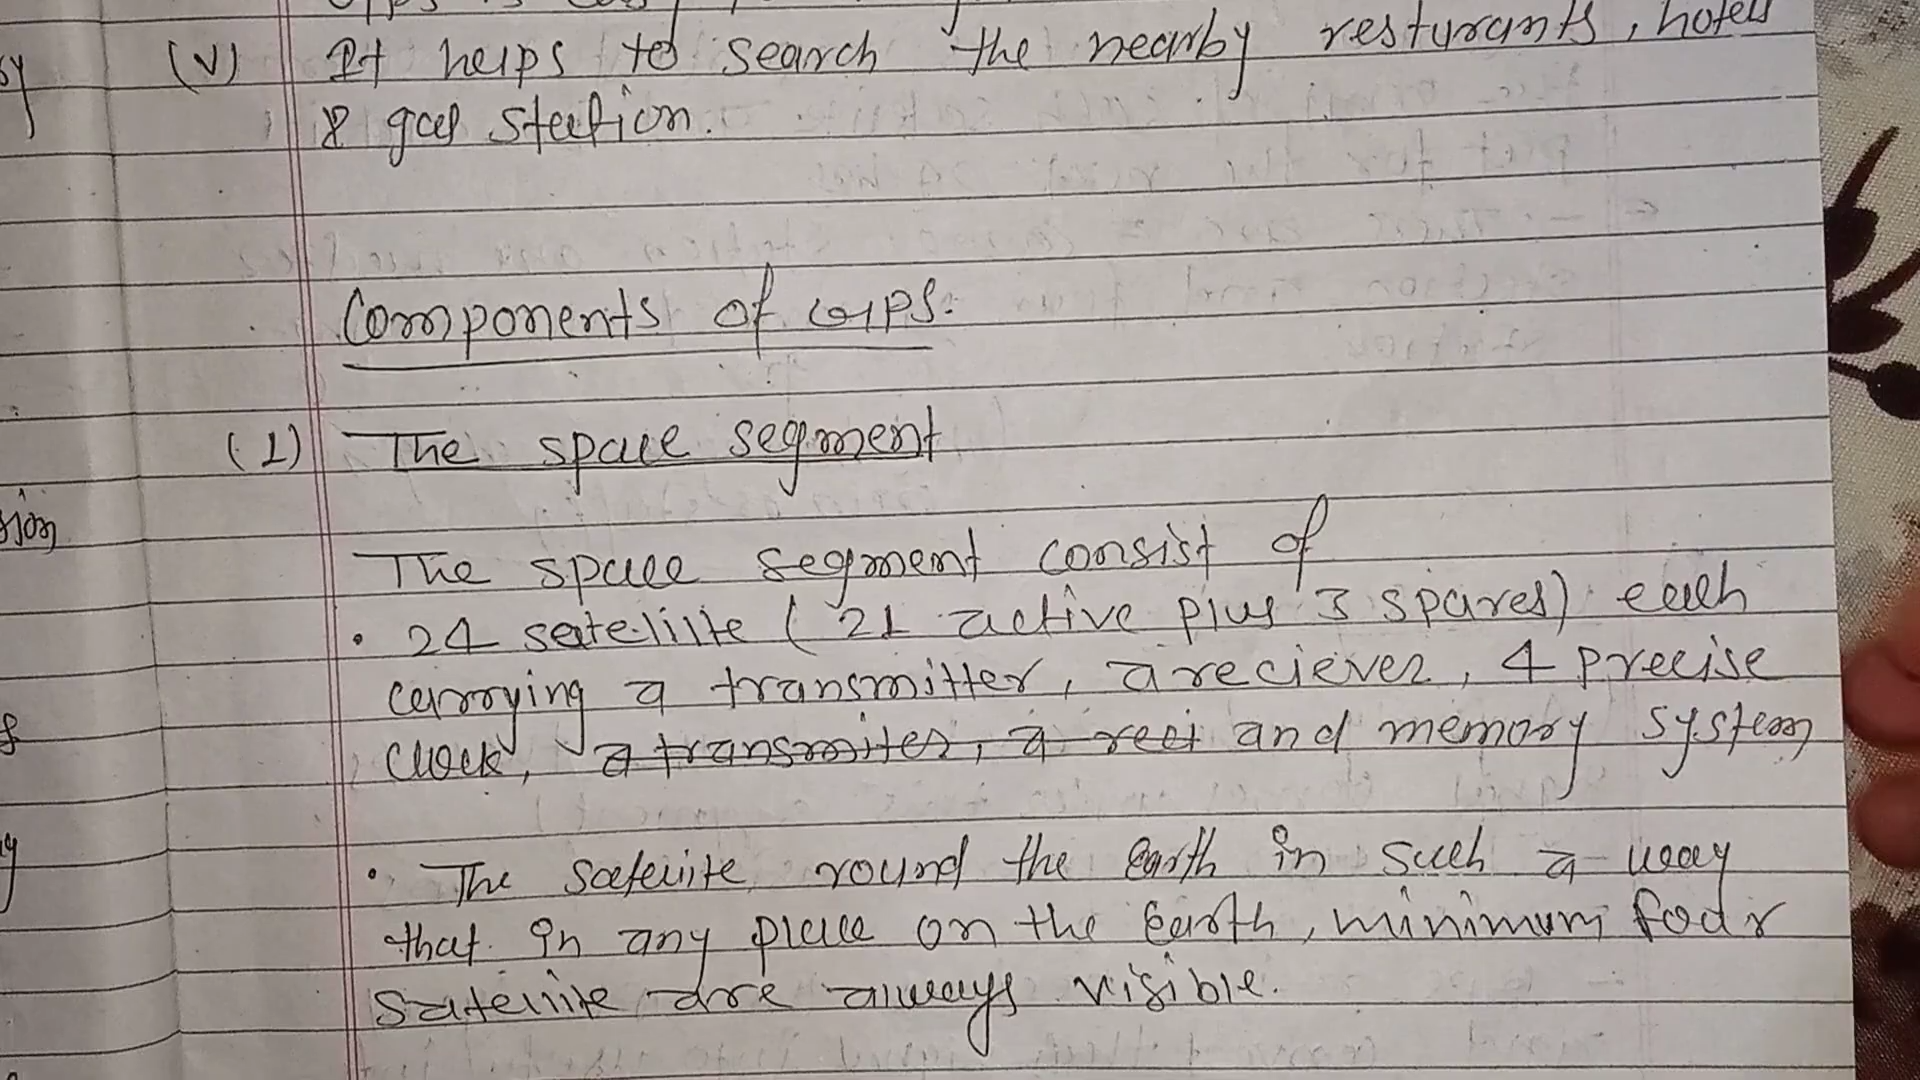 (V) It helps to search the nearby resturants, hotels
& gas station.
Components of GPS:
(1) The space segment
The space segment consist of
• 24 satelilte (21 active plus 3 spares) each
carrying a transmitter, a reciever, 4 precise
clock, a transmiter, a reci and memory system
• The satellite round the Earth in such a way
that in any place on the Earth, minimum four
satellite are always visible.